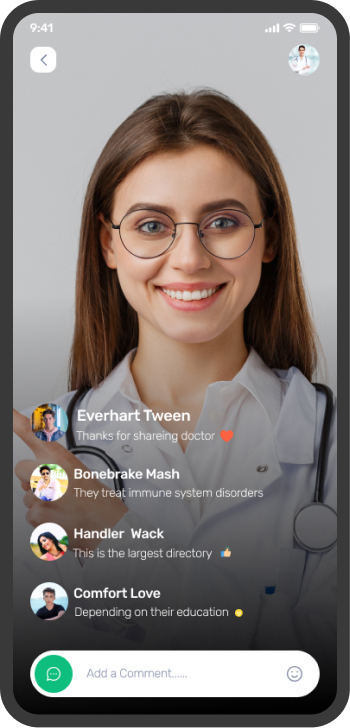 9:41
Everhart Tween
Thanks for shareing doctor
Bonebrake Mash
They treat immune system disorders
Handler Wack
This is the largest directory
Comfort Love
Depending on their education
Add a Comment......